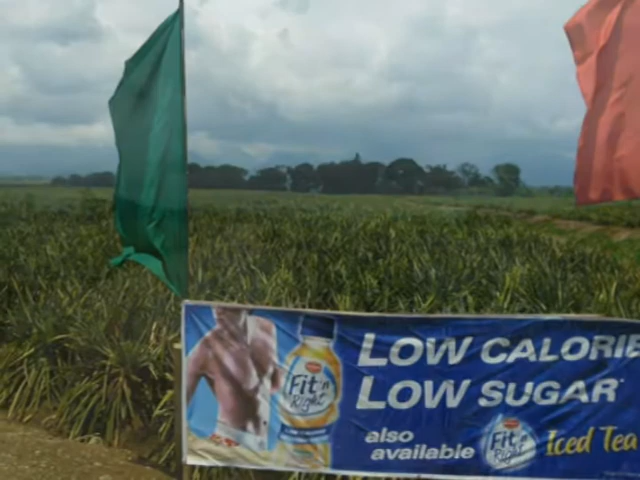 LOW CALORIE
LOW SUGAR*
also
available
Fit 'n
Right
Iced Tea
Fit 'n
Right